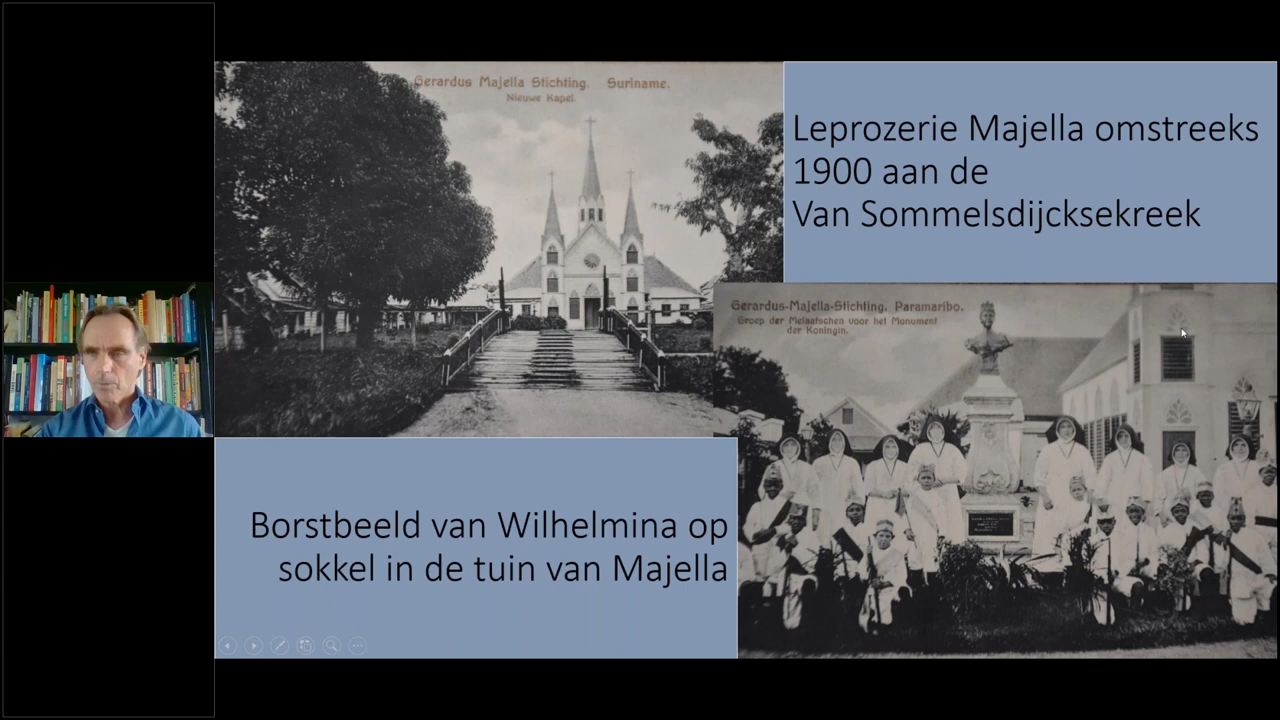 Gerardus Majella Stichting. Suriname.
Nieuwe Kapel.
Leprozerie Majella omstreeks
1900 aan de
Van Sommelsdijcksekreek
Gerardus-Majella-Stichting. Paramaribo.
Groep der Melaatschen voor het Monument
der Koningin.
Borstbeeld van Wilhelmina op
sokkel in de tuin van Majella